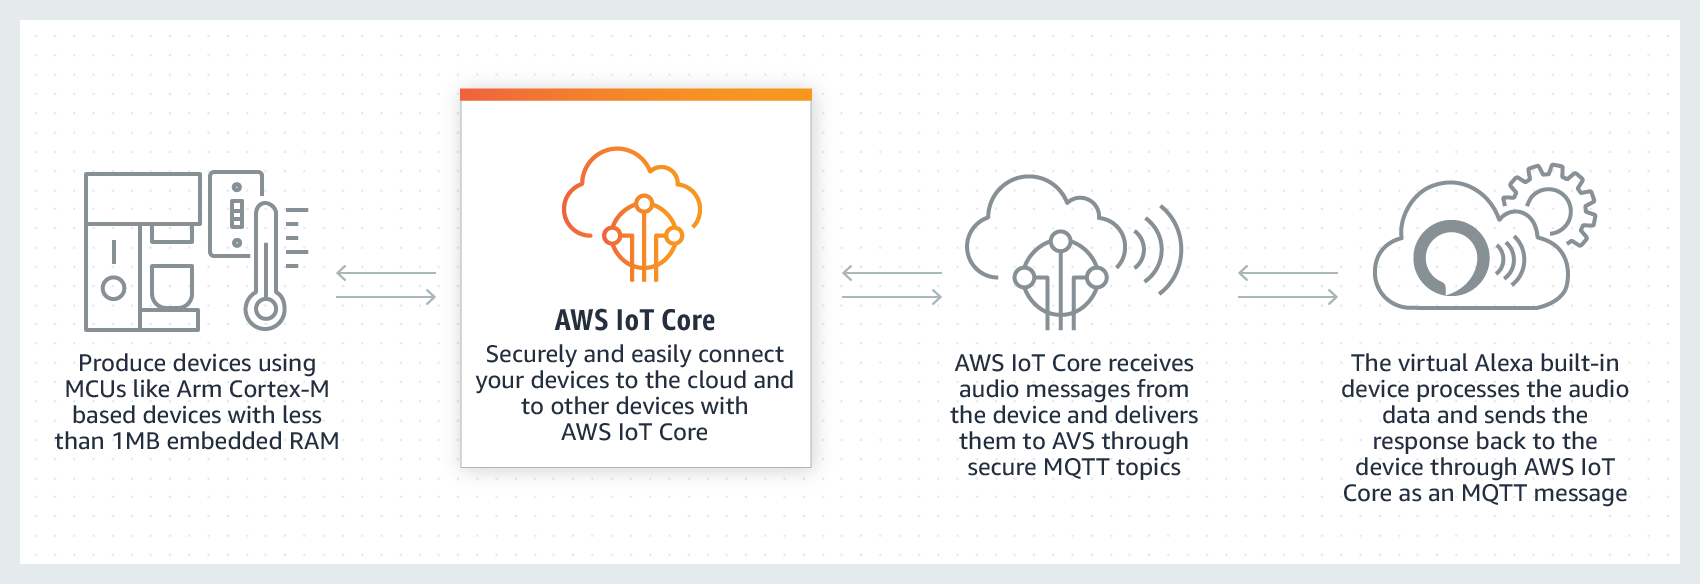 Produce devices using
MCUs like Arm Cortex-M
based devices with less
than 1MB embedded RAM
AWS IoT Core
Securely and easily connect
your devices to the cloud and
to other devices with
AWS IoT Core
AWS IoT Core receives
audio messages from
the device and delivers
them to AVS through
secure MQTT topics
The virtual Alexa built-in
device processes the audio
data and sends the
response back to the
device through AWS IoT
Core as an MQTT message